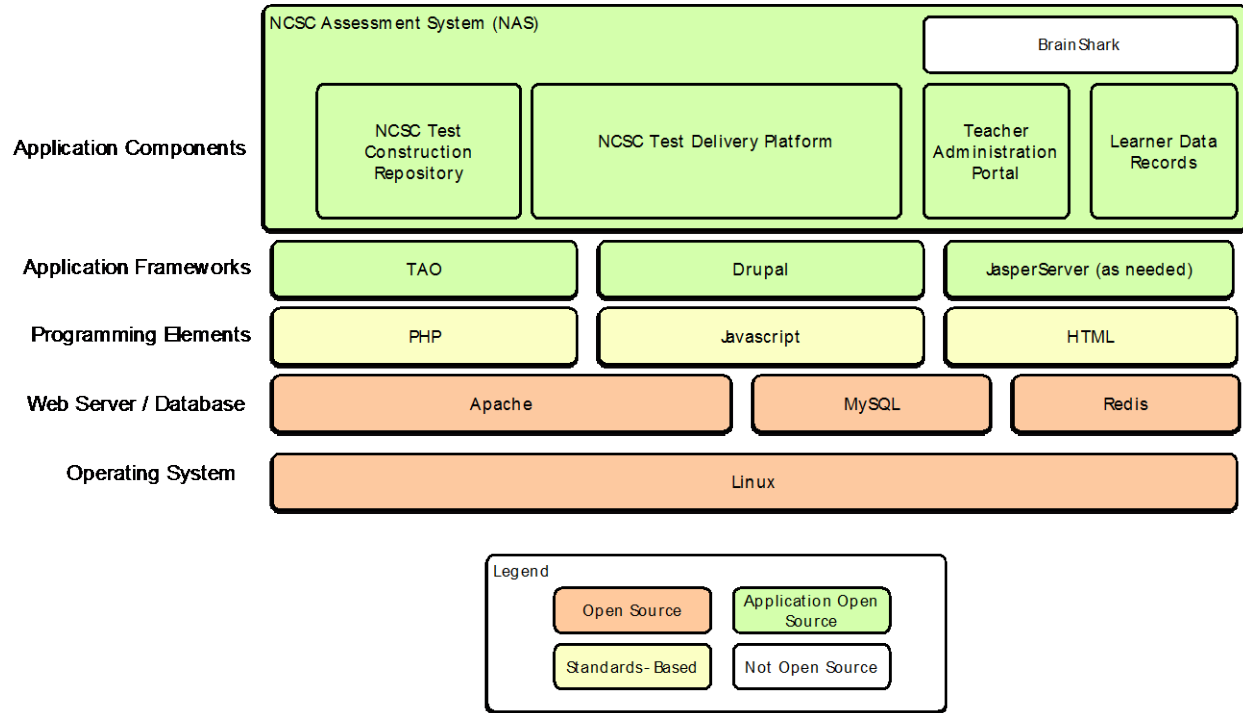 NCSC Assessment System (NAS)
BrainShark
Application Components
NCSC Test
Construction
Repository
NCSC Test Delivery Platform
Teacher
Administration
Portal
Learner Data
Records
Application Frameworks
TAO
Drupal
JasperServer (as needed)
Programming Elements
PHP
Javascript
HTML
Web Server / Database
Apache
MySQL
Redis
Operating System
Linux
Legend
Open Source
Application Open
Source
Standards-Based
Not Open Source